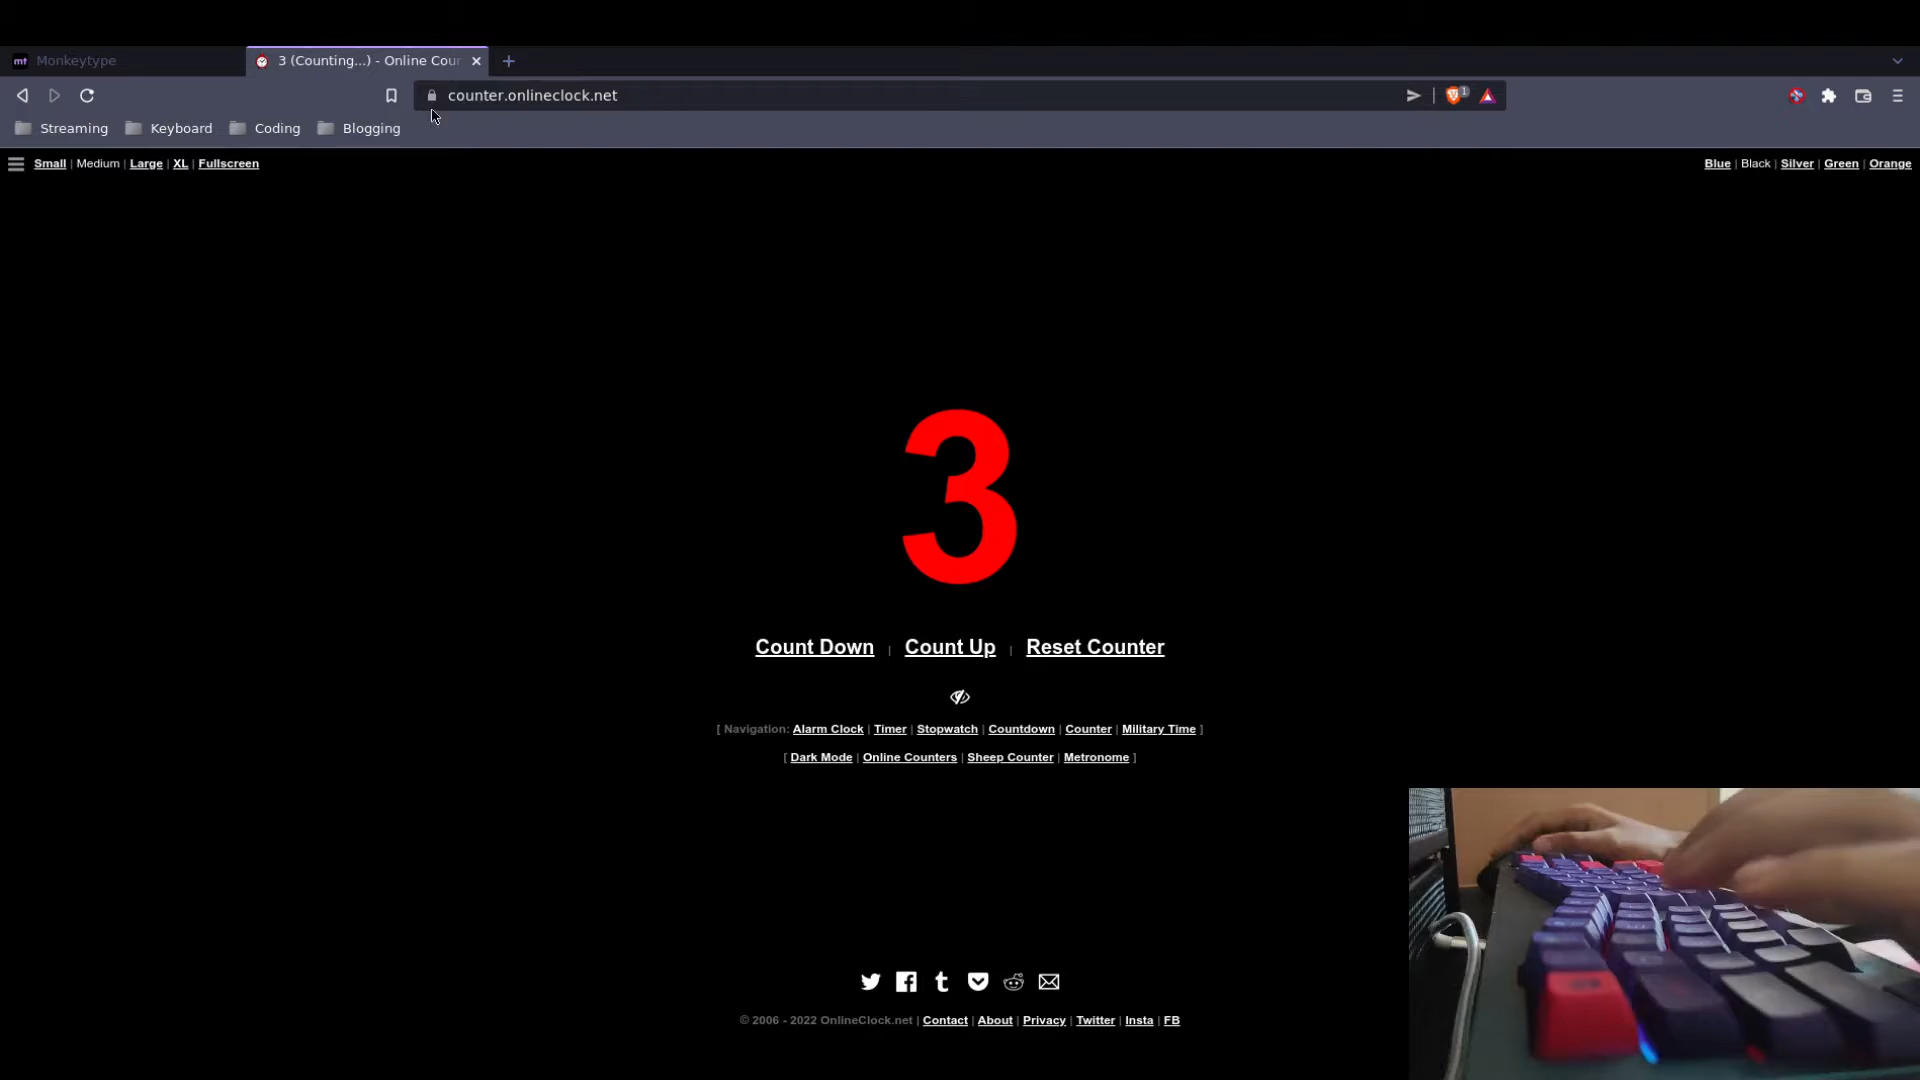 mt Monkeytype
3 (Counting...) - Online Cour
counter.onlineclock.net
1
Streaming Keyboard Coding Blogging
Small | Medium | Large | XL | Fullscreen
Blue | Black | Silver | Green | Orange
3
Count Down | Count Up | Reset Counter
[ Navigation: Alarm Clock | Timer | Stopwatch | Countdown | Counter | Military Time ]
[ Dark Mode | Online Counters | Sheep Counter | Metronome ]
© 2006 - 2022 OnlineClock.net | Contact | About | Privacy | Twitter | Insta | FB